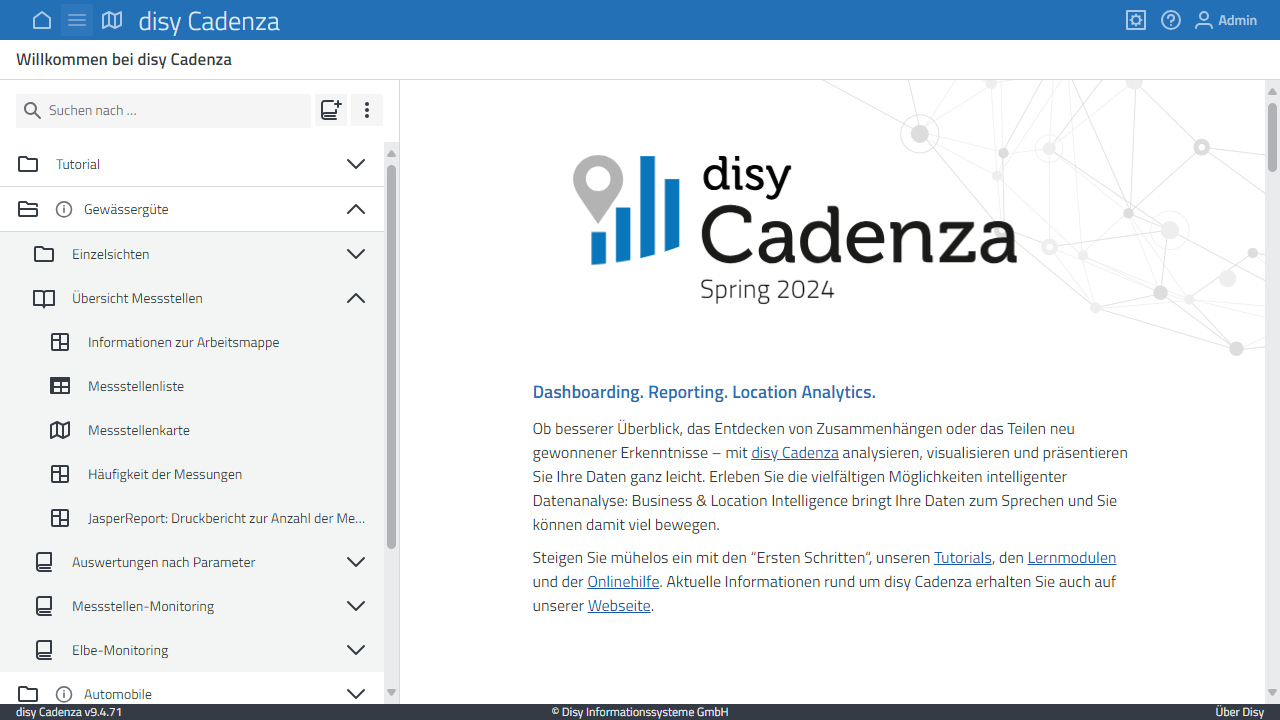 disy Cadenza
Admin
Willkommen bei disy Cadenza
Suchen nach ...
Tutorial
Gewässergüte
Einzelsichten
Übersicht Messstellen
Informationen zur Arbeitsmappe
Messstellenliste
Messstellenkarte
Häufigkeit der Messungen
JasperReport: Druckbericht zur Anzahl der Me...
Auswertungen nach Parameter
Messstellen-Monitoring
Elbe-Monitoring
Automobile
disy
Cadenza
Spring 2024
Dashboarding. Reporting. Location Analytics.
Ob besserer Überblick, das Entdecken von Zusammenhängen oder das Teilen neu
gewonnener Erkenntnisse – mit disy Cadenza analysieren, visualisieren und präsentieren
Sie Ihre Daten ganz leicht. Erleben Sie die vielfältigen Möglichkeiten intelligenter
Datenanalyse: Business & Location Intelligence bringt Ihre Daten zum Sprechen und Sie
können damit viel bewegen.
Steigen Sie mühelos ein mit den “Ersten Schritten“, unseren Tutorials, den Lernmodulen
und der Onlinehilfe. Aktuelle Informationen rund um disy Cadenza erhalten Sie auch auf
unserer Webseite.
disy Cadenza v9.4.71
© Disy Informationssysteme GmbH
Über Disy